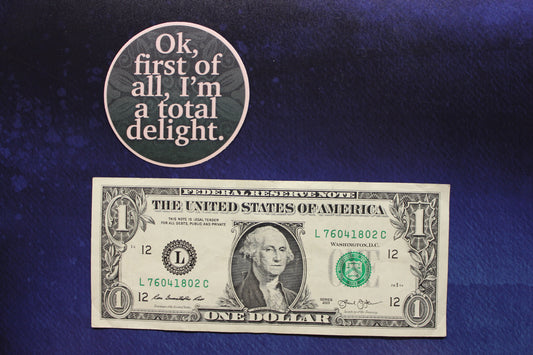 Ok,
first of
all, I'm
a total
delight.
FEDERAL RESERVE NOTE
THE UNITED STATES OF AMERICA
THIS NOTE IS LEGAL TENDER
FOR ALL DEBTS, PUBLIC AND PRIVATE
L 76041802 C
WASHINGTON, D.C.
1
1
12
12
L
L 76041802 C
12
12
SERIES
1
1
ONE DOLLAR